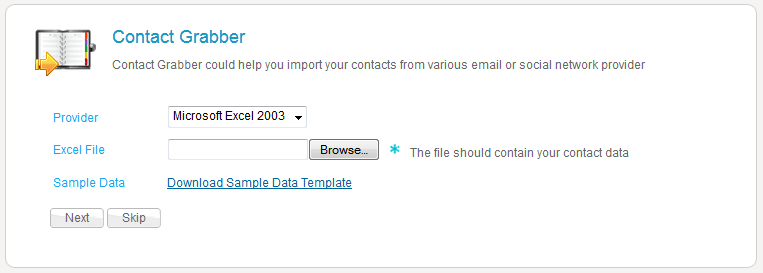 Contact Grabber
Contact Grabber could help you import your contacts from various email or social network provider
Provider Microsoft Excel 2003
Excel File Browse... * The file should contain your contact data
Sample Data Download Sample Data Template
Next Skip